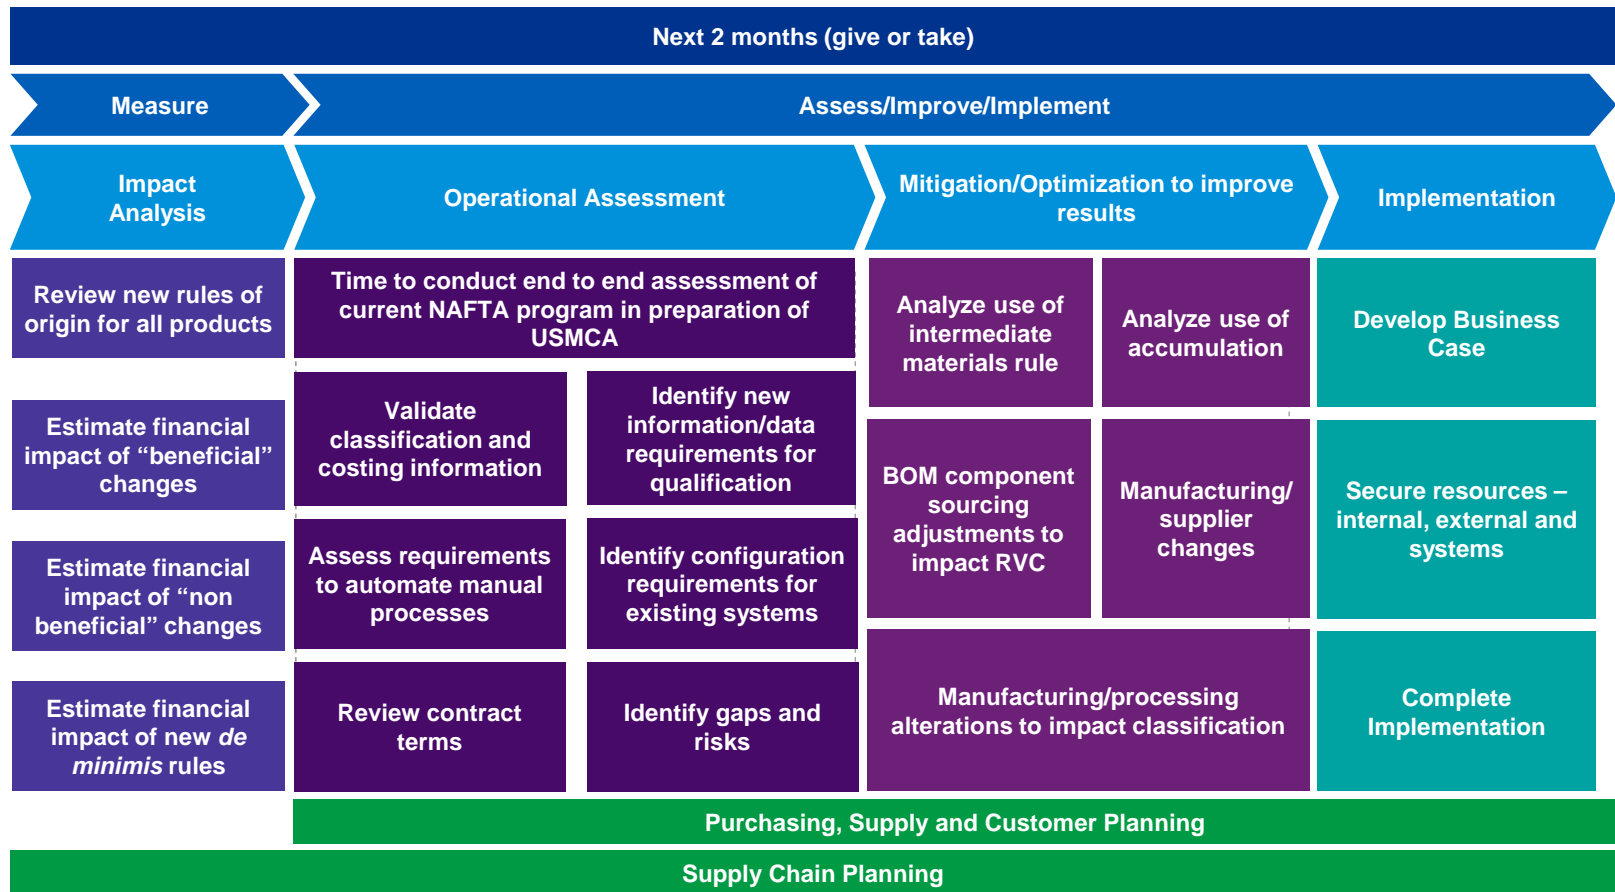 Next 2 months (give or take)
Measure
Assess/Improve/Implement
Impact
Analysis
Operational Assessment
Mitigation/Optimization to improve
results
Implementation
Review new rules of
origin for all products
Estimate financial
impact of “beneficial”
changes
Estimate financial
impact of “non
beneficial” changes
Estimate financial
impact of new de
minimis rules
Time to conduct end to end assessment of
current NAFTA program in preparation of
USMCA
Validate
classification and
costing information
Identify new
information/data
requirements for
qualification
Assess requirements
to automate manual
processes
Identify configuration
requirements for
existing systems
Review contract
terms
Identify gaps and
risks
Analyze use of
intermediate
materials rule
Analyze use of
accumulation
BOM component
sourcing
adjustments to
impact RVC
Manufacturing/
supplier
changes
Manufacturing/processing
alterations to impact classification
Develop Business
Case
Secure resources –
internal, external and
systems
Complete
Implementation
Purchasing, Supply and Customer Planning
Supply Chain Planning